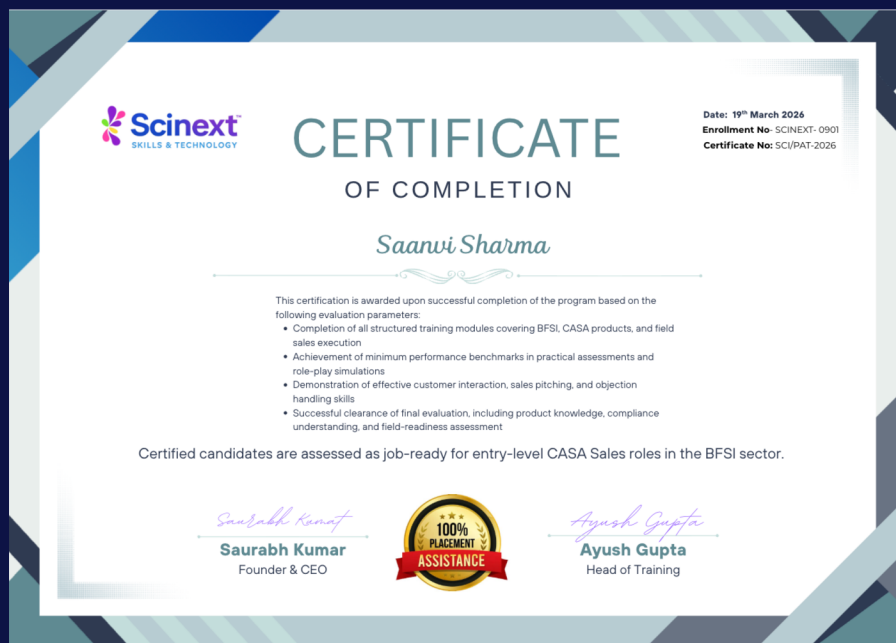 Scinext™
SKILLS & TECHNOLOGY
CERTIFICATE
OF COMPLETION
Date: 19th March 2026
Enrollment No- SCINEXT- 0901
Certificate No: SCI/PAT-2026
Saanvi Sharma
This certification is awarded upon successful completion of the program based on the
following evaluation parameters:
• Completion of all structured training modules covering BFSI, CASA products, and field
sales execution
• Achievement of minimum performance benchmarks in practical assessments and
role-play simulations
• Demonstration of effective customer interaction, sales pitching, and objection
handling skills
• Successful clearance of final evaluation, including product knowledge, compliance
understanding, and field-readiness assessment
Certified candidates are assessed as job-ready for entry-level CASA Sales roles in the BFSI sector.
Saurabh Kumat
Saurabh Kumar
Founder & CEO
100%
PLACEMENT
ASSISTANCE
Ayush Gupta
Ayush Gupta
Head of Training